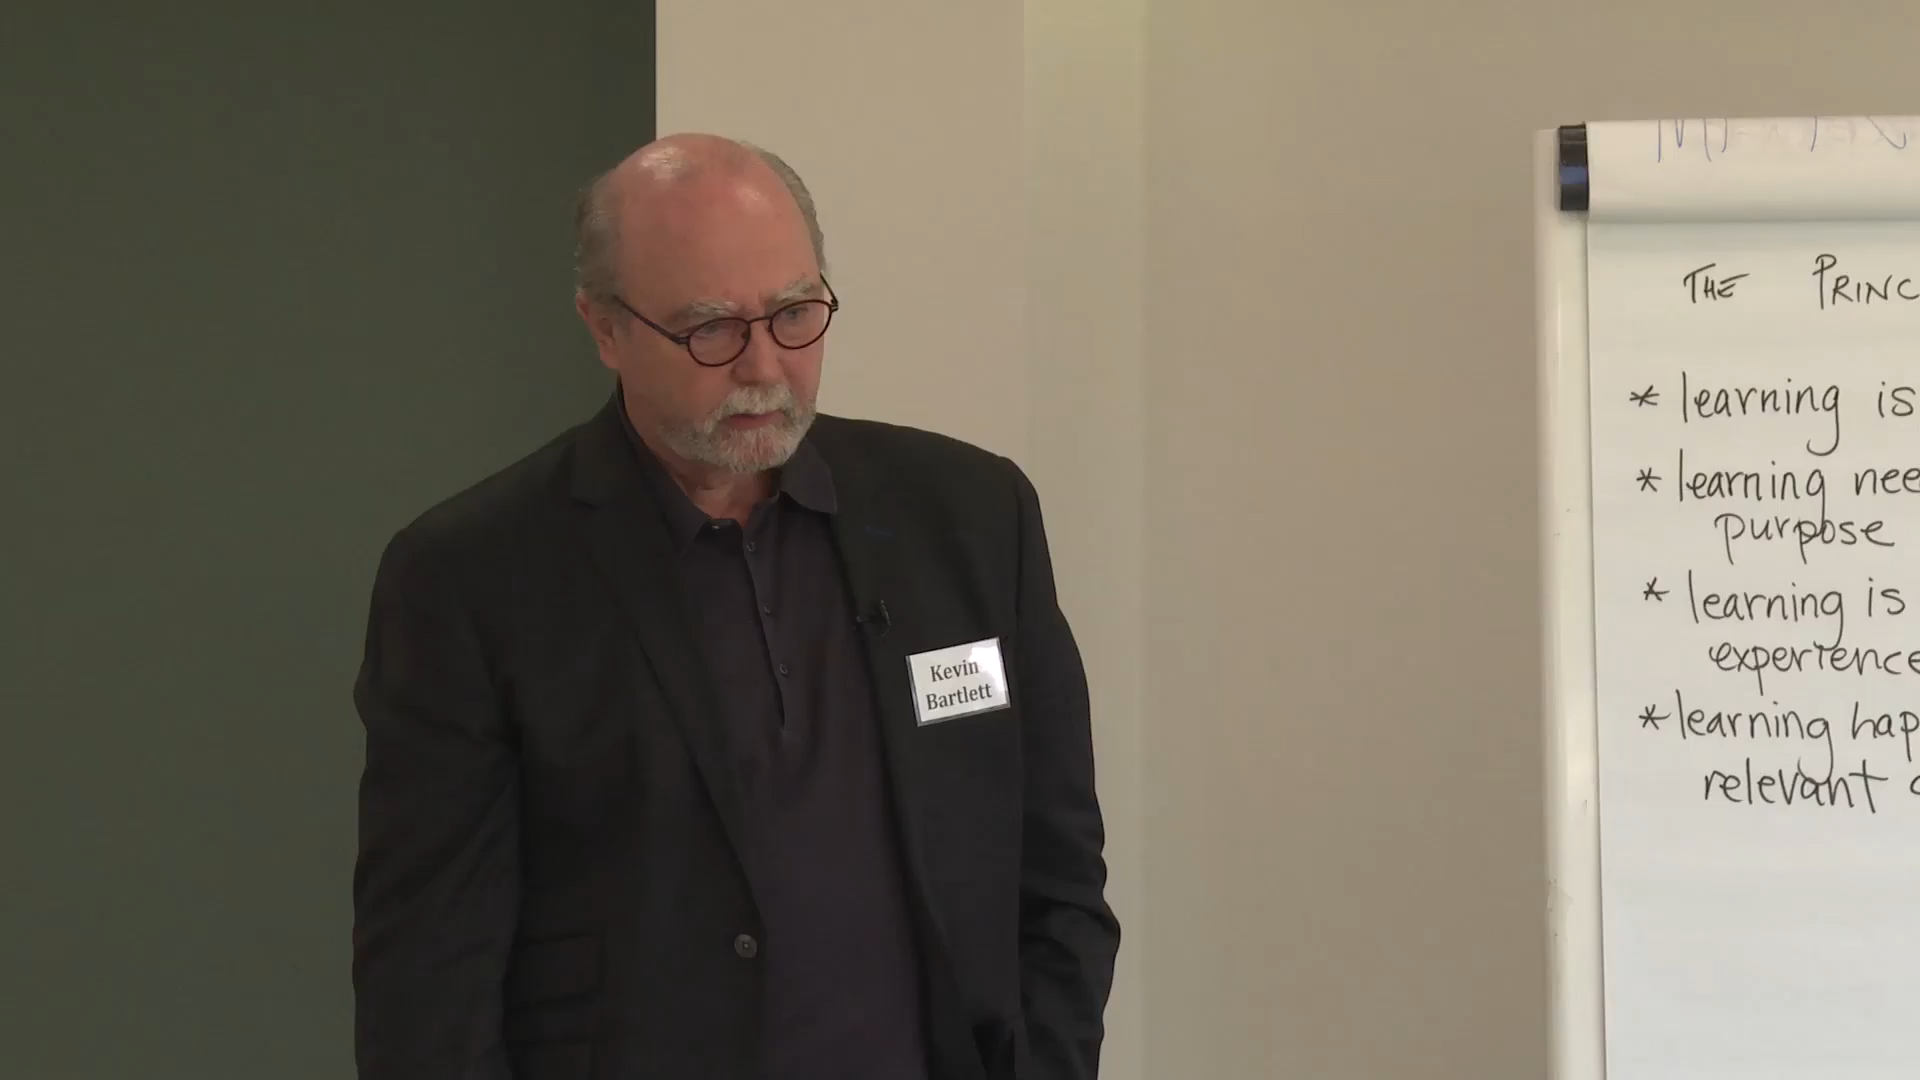 THE PRINC
* learning is
* learning nee
purpose
* learning is
experience
* learning hap
relevant
Kevin
Bartlett